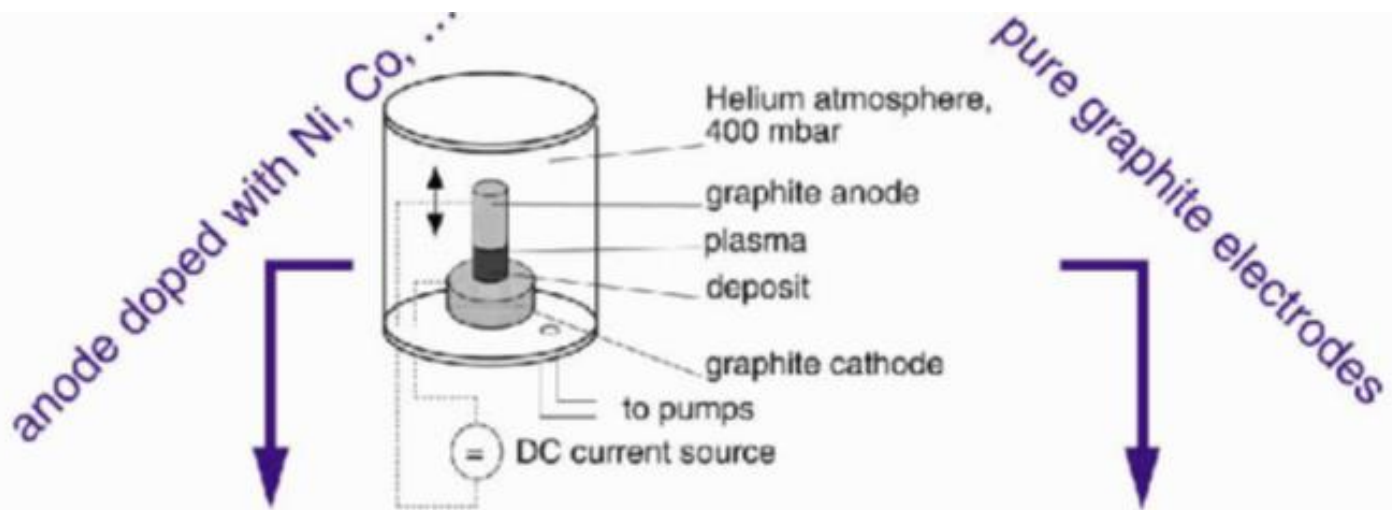 anode doped with Ni, Co, ...
pure graphite electrodes
Helium atmosphere,
400 mbar
graphite anode
plasma
deposit
graphite cathode
to pumps
= DC current source